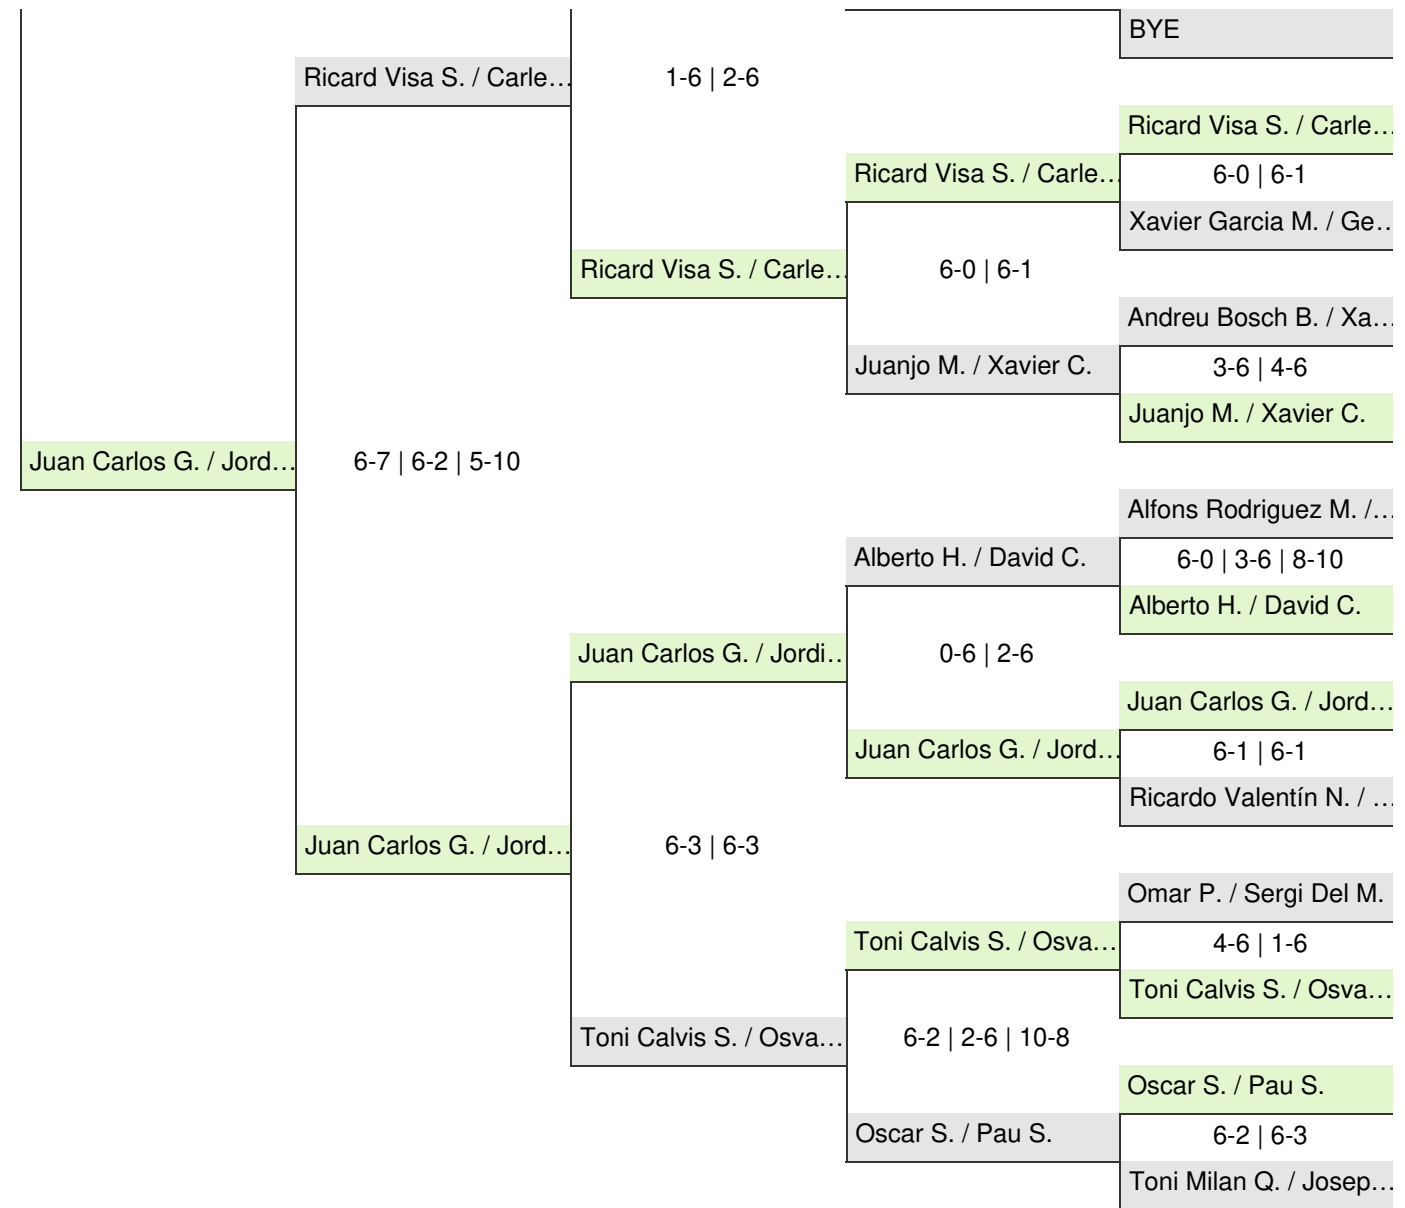 BYE
Ricard Visa S. / Carle…
1-6 | 2-6
Ricard Visa S. / Carle…
Ricard Visa S. / Carle…
6-0 | 6-1
Xavier Garcia M. / Ge…
Ricard Visa S. / Carle…
6-0 | 6-1
Andreu Bosch B. / Xa…
Juanjo M. / Xavier C.
3-6 | 4-6
Juanjo M. / Xavier C.
Juan Carlos G. / Jord…
6-7 | 6-2 | 5-10
Alfons Rodriguez M. /…
Alberto H. / David C.
6-0 | 3-6 | 8-10
Alberto H. / David C.
Juan Carlos G. / Jordi…
0-6 | 2-6
Juan Carlos G. / Jord…
Juan Carlos G. / Jord…
6-1 | 6-1
Ricardo Valentín N. / …
Juan Carlos G. / Jord…
6-3 | 6-3
Omar P. / Sergi Del M.
Toni Calvis S. / Osva…
4-6 | 1-6
Toni Calvis S. / Osva…
Toni Calvis S. / Osva…
6-2 | 2-6 | 10-8
Oscar S. / Pau S.
Oscar S. / Pau S.
6-2 | 6-3
Toni Milan Q. / Josep…